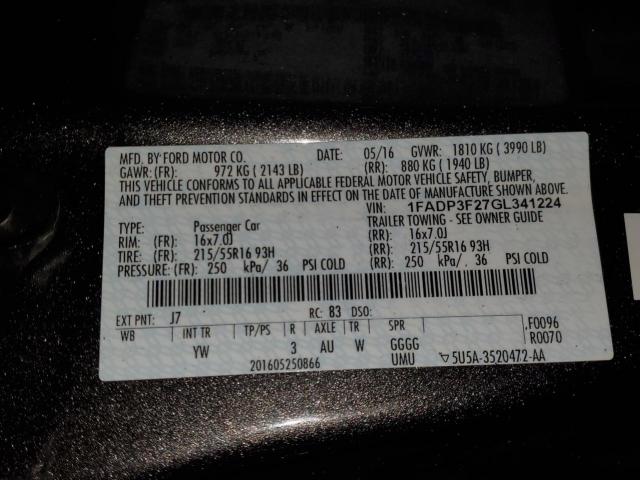 MFD. BY FORD MOTOR CO. DATE: 05/16 GVWR: 1810 KG ( 3990 LB)
GAWR: (FR): 972 KG ( 2143 LB) (RR): 880 KG ( 1940 LB)
THIS VEHICLE CONFORMS TO ALL APPLICABLE FEDERAL MOTOR VEHICLE SAFETY, BUMPER,
AND THEFT PREVENTION STANDARDS IN EFFECT ON THE DATE OF MANUFACTURE SHOWN ABOVE.
VIN: 1FADP3F27GL341224
TYPE: Passenger Car TRAILER TOWING - SEE OWNER GUIDE
RIM: (FR): 16x7.0J (RR): 16x7.0J
TIRE: (FR): 215/55R16 93H (RR): 215/55R16 93H
PRESSURE: (FR): 250 kPa/ 36 PSI COLD (RR): 250 kPa/ 36 PSI COLD
EXT PNT: J7 RC: 83 DSO: F0096
WB INT TR TP/PS R AXLE TR SPR R0070
YW 3 AU W GGGG
201605250866 UMU 5U5A-3520472-AA